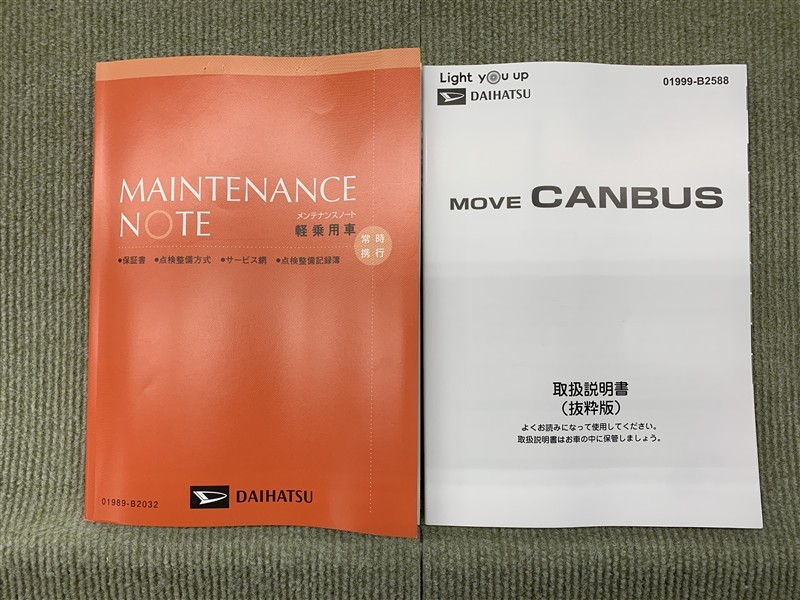 MAINTENANCE
NOTE
メンテナンスノート
軽乗用車
常時
携行
●保証書 ●点検整備方式 ●サービス網 ●点検整備記録簿
01989-B2032
DAIHATSU
Light you up
DAIHATSU
01999-B2588
MOVE CANBUS
取扱説明書
（抜粋版）
よくお読みになって使用してください。
取扱説明書はお車の中に保管しましょう。